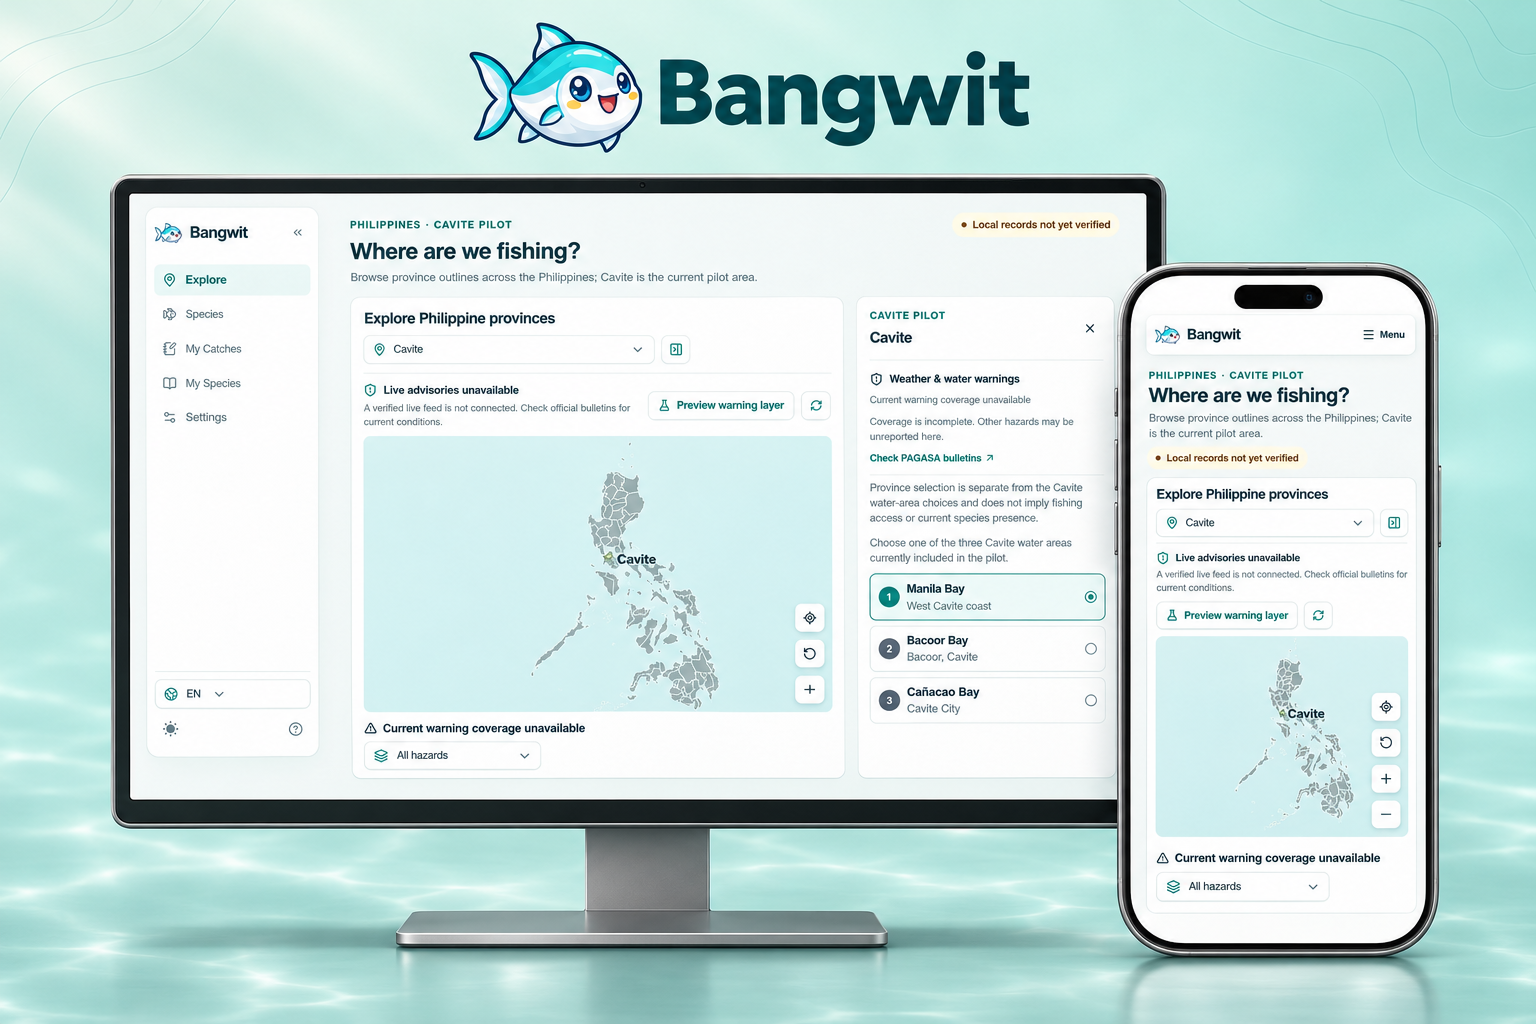 Bangwit
Bangwit
Explore
Species
My Catches
My Species
Settings
EN
PHILIPPINES · CAVITE PILOT
Where are we fishing?
Browse province outlines across the Philippines; Cavite is the current pilot area.
Local records not yet verified
Explore Philippine provinces
Cavite
Live advisories unavailable
A verified live feed is not connected. Check official bulletins for
current conditions.
Preview warning layer
Cavite
Current warning coverage unavailable
All hazards
CAVITE PILOT
Cavite
Weather & water warnings
Current warning coverage unavailable
Coverage is incomplete. Other hazards may be
unreported here.
Check PAGASA bulletins ↗
Province selection is separate from the Cavite
water-area choices and does not imply fishing
access or current species presence.
Choose one of the three Cavite water areas
currently included in the pilot.
1
Manila Bay
West Cavite coast
2
Bacoor Bay
Bacoor, Cavite
3
Cañacao Bay
Cavite City
Bangwit
Menu
PHILIPPINES · CAVITE PILOT
Where are we fishing?
Browse province outlines across the Philippines; Cavite
is the current pilot area.
Local records not yet verified
Explore Philippine provinces
Cavite
Live advisories unavailable
A verified live feed is not connected. Check official bulletins for
current conditions.
Preview warning layer
Cavite
Current warning coverage unavailable
All hazards